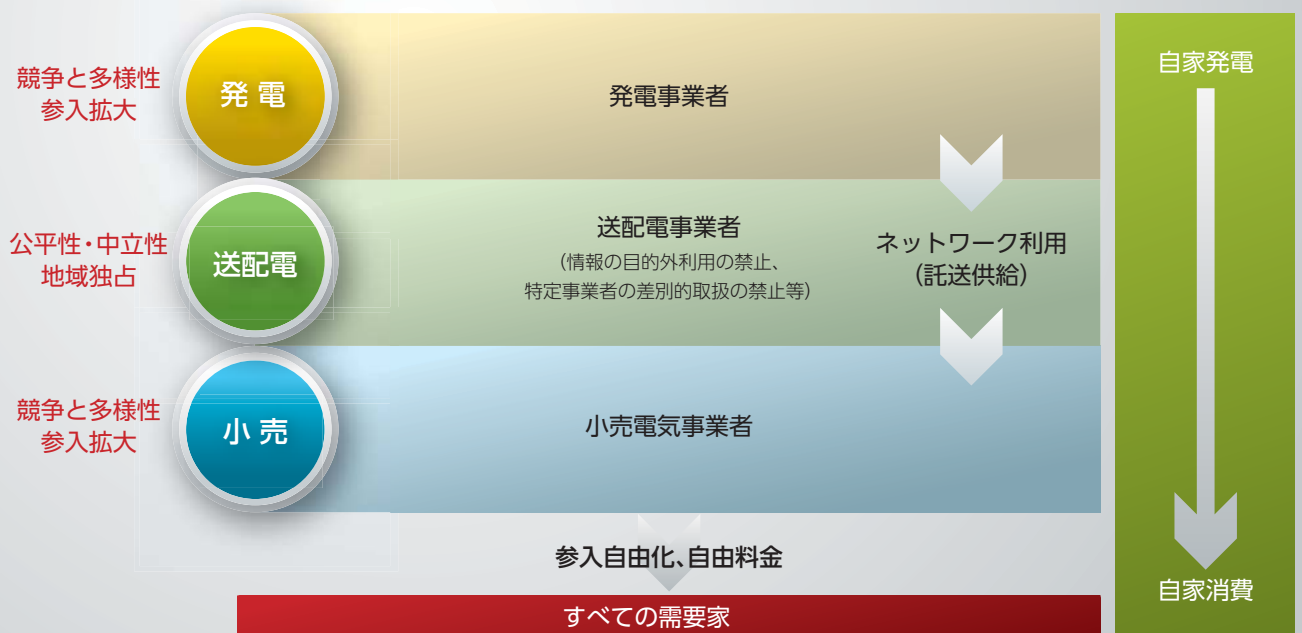 競争と多様性
参入拡大
発電
発電事業者
公平性・中立性
地域独占
送配電
送配電事業者
(情報の目的外利用の禁止、
特定事業者の差別的取扱の禁止等)
ネットワーク利用
(託送供給)
競争と多様性
参入拡大
小売
小売電気事業者
参入自由化、自由料金
すべての需要家
自家発電
自家消費